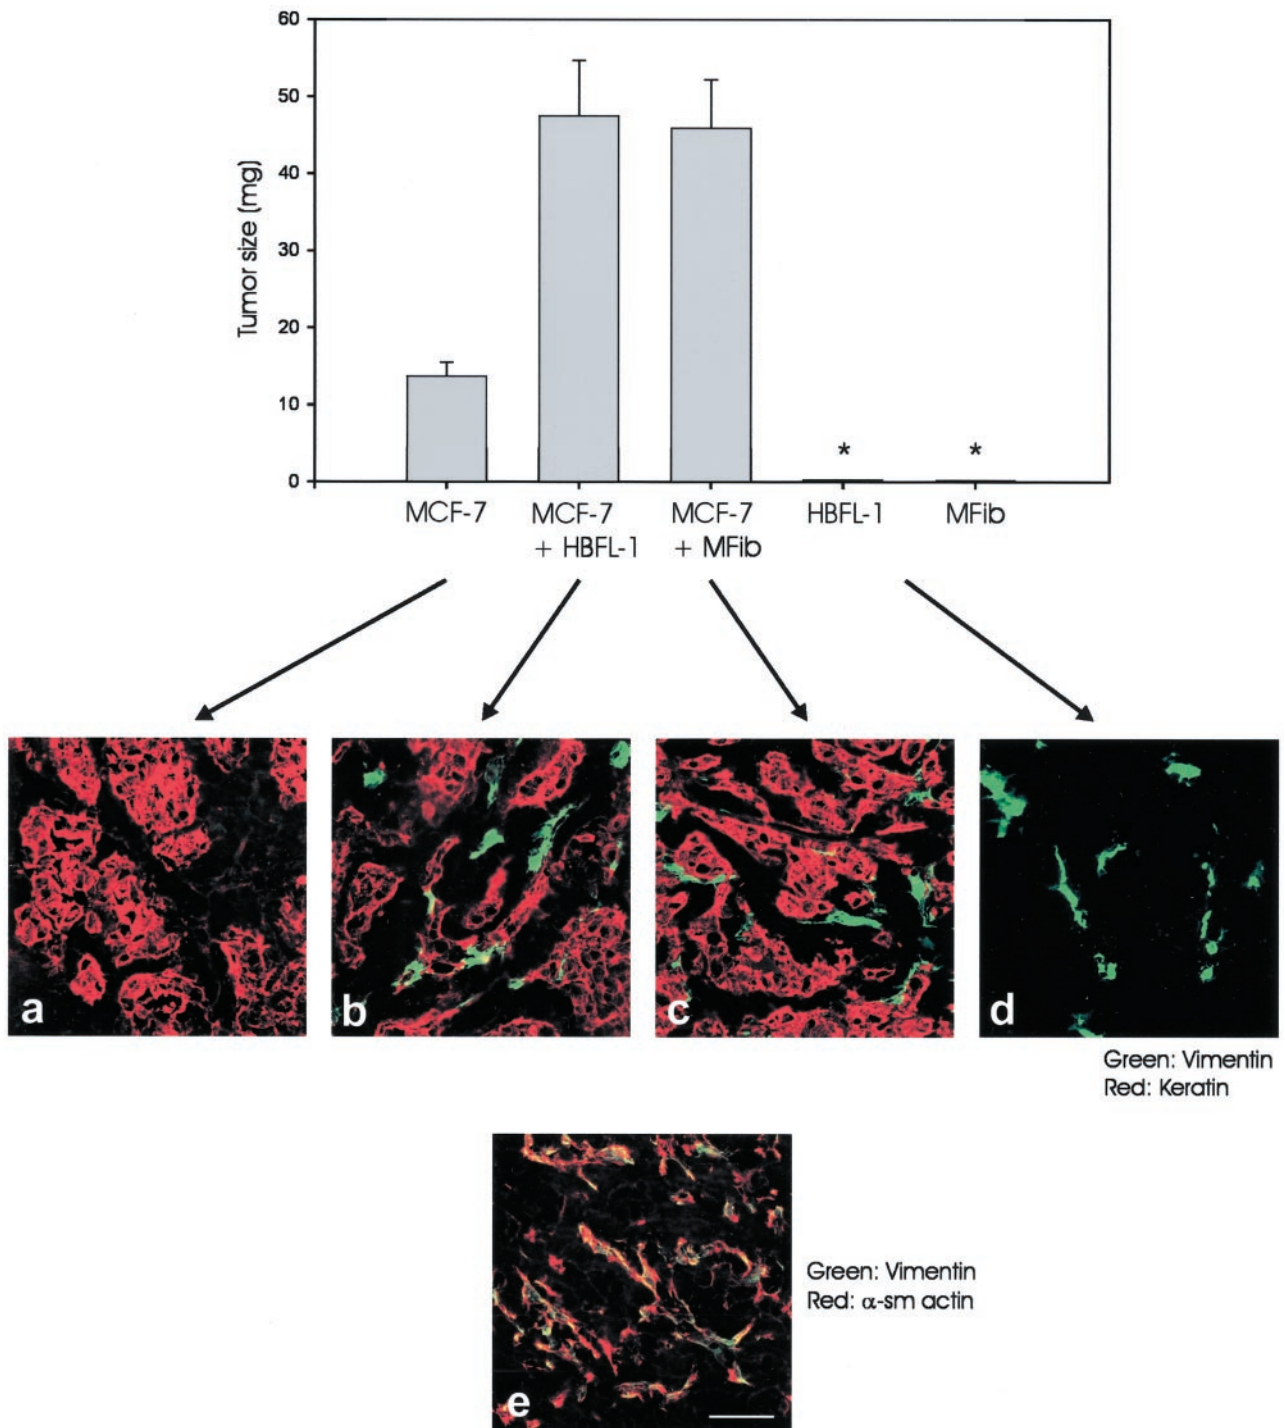 60
50
40
30
20
10
0
Tumor size (mg)
*
*
MCF-7
MCF-7
+ HBFL-1
MCF-7
+ MFib
HBFL-1
MFib
a
b
c
d
Green: Vimentin
Red: Keratin
e
Green: Vimentin
Red: α-sm actin